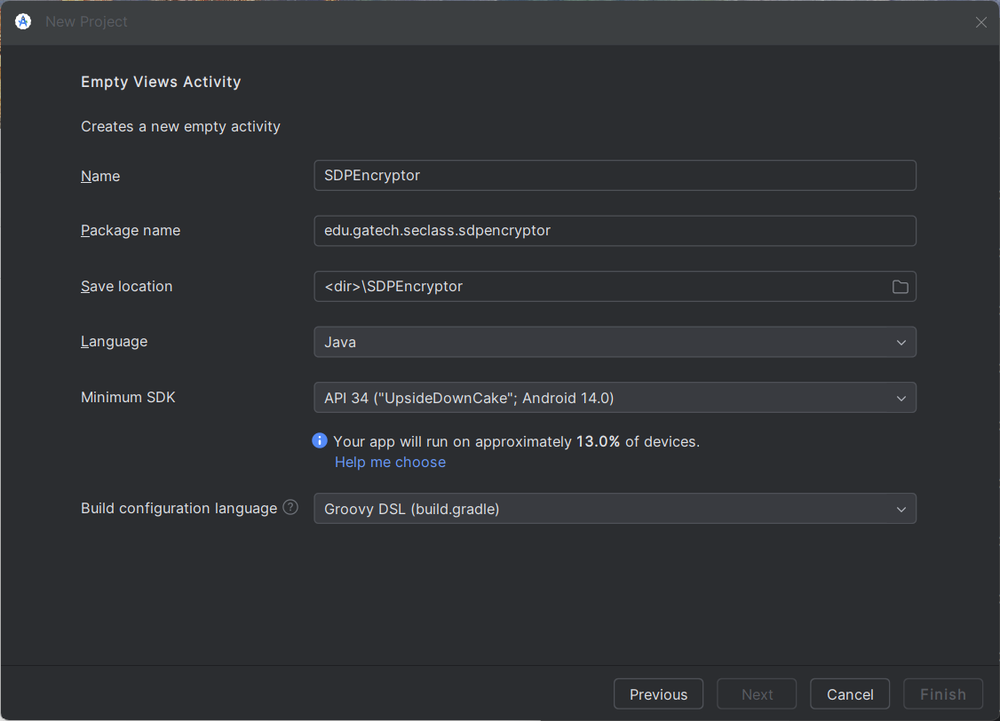 New Project
Empty Views Activity
Creates a new empty activity
Name
SDPEncryptor
Package name
edu.gatech.seclass.sdpencryptor
Save location
<dir>\SDPEncryptor
Language
Java
Minimum SDK
API 34 ("UpsideDownCake"; Android 14.0)
Your app will run on approximately 13.0% of devices.
Help me choose
Build configuration language
Groovy DSL (build.gradle)
Previous
Next
Cancel
Finish